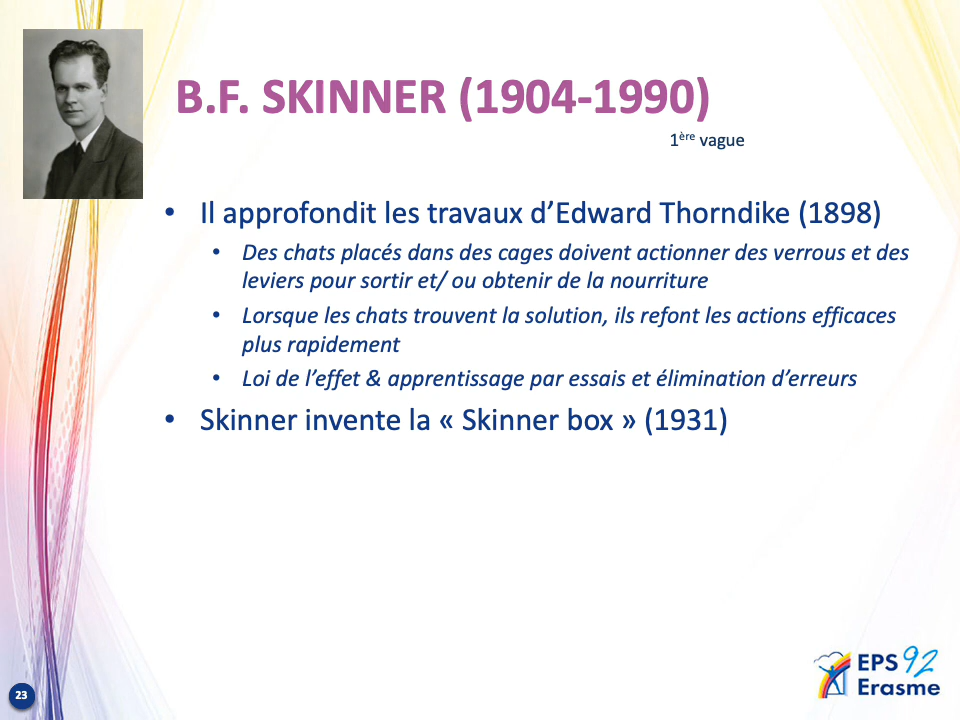 B.F. SKINNER (1904-1990)
1ère vague
• Il approfondit les travaux d’Edward Thorndike (1898)
• Des chats placés dans des cages doivent actionner des verrous et des
leviers pour sortir et/ ou obtenir de la nourriture
• Lorsque les chats trouvent la solution, ils refont les actions efficaces
plus rapidement
• Loi de l’effet & apprentissage par essais et élimination d’erreurs
• Skinner invente la « Skinner box » (1931)
EPS 92
Erasme
23